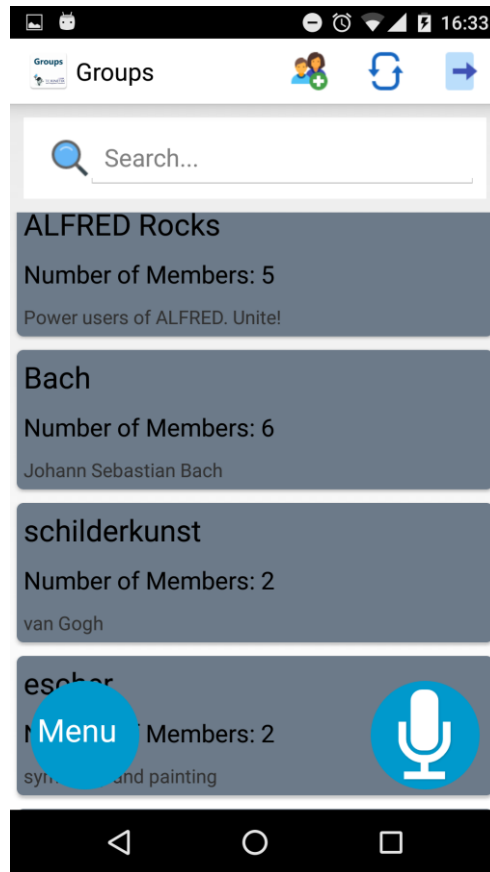 16:33
Groups
Groups
Search...
ALFRED Rocks
Number of Members: 5
Power users of ALFRED. Unite!
Bach
Number of Members: 6
Johann Sebastian Bach
schilderkunst
Number of Members: 2
van Gogh
escher
Menu
Members: 2
and painting